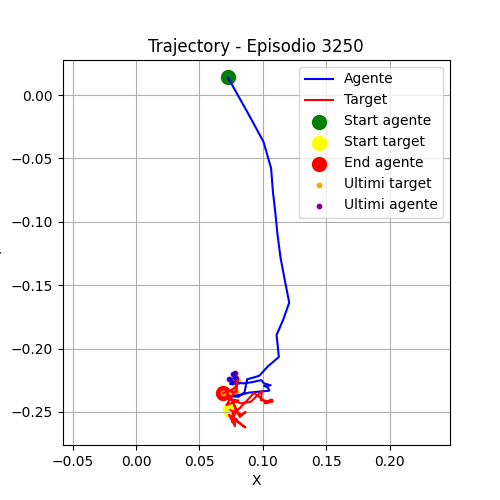 Trajectory - Episodio 3250
Agente
Target
Start agente
Start target
End agente
Ultimi target
Ultimi agente
0.00
−0.05
−0.10
−0.15
−0.20
−0.25
−0.05
0.00
0.05
0.10
0.15
0.20
X